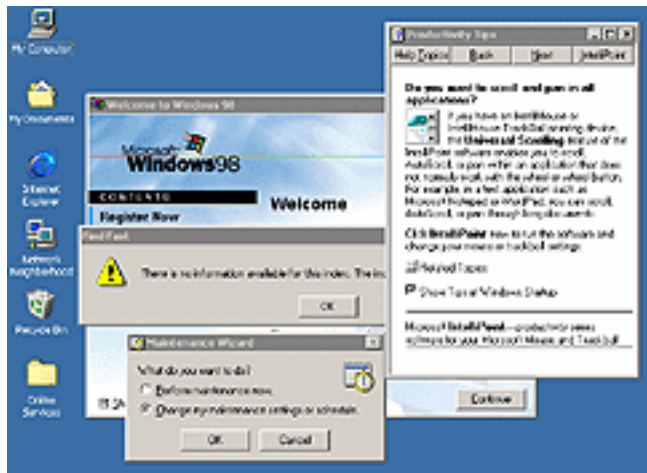 My Computer
My Documents
Internet
Explorer
Network
Neighborhood
Recycle Bin
Online
Services
Welcome to Windows 98
Microsoft
Windows98
CONTENTS
Welcome
Register Now
Continue
Find Fast
There is no information available for this index. The
OK
Maintenance Wizard
What do you want to do?
Perform maintenance now.
Change my maintenance settings or schedule.
OK
Cancel
Productivity Tips
Help Topics
Back
Next
IntelliPoint
Do you want to scroll and pan in all
applications?
If you have an IntelliMouse or
IntelliMouse TrackBall pointing device,
the Universal Scrolling feature of the
IntelliPoint software enables you to scroll,
AutoScroll, or pan within an application that does
not normally work with the wheel or wheel button.
For example, in a text application such as
Microsoft Notepad or WordPad, you can scroll,
AutoScroll, or pan through long documents.
Click IntelliPoint now to run the software and
change your mouse or trackball settings.
Related Topics
Show Tips at Windows Startup
Microsoft IntelliPoint - productivity series
software for your Microsoft Mouse and Trackball